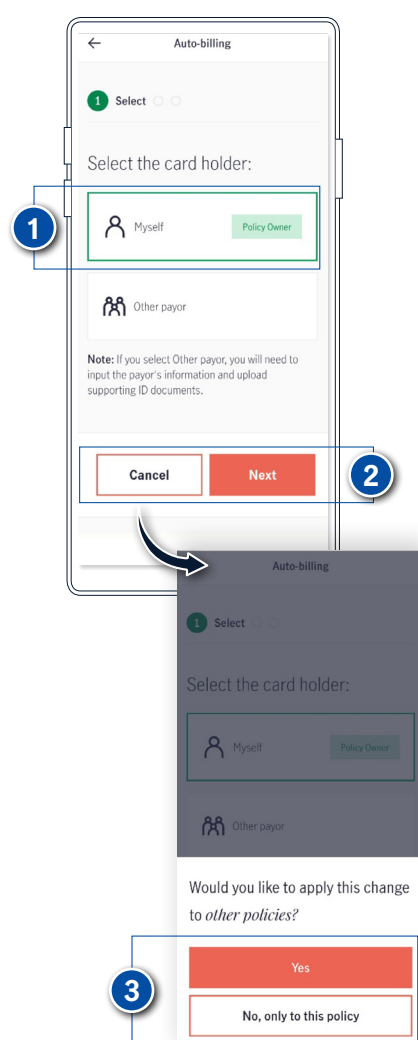 Auto-billing
1 Select
Select the card holder:
1
Myself
Policy Owner
Other payor
Note: If you select Other payor, you will need to
input the payor's information and upload
supporting ID documents.
Cancel
Next
2
Auto-billing
1 Select
Select the card holder:
Myself
Policy Owner
Other payor
Would you like to apply this change
to other policies?
3
Yes
No, only to this policy